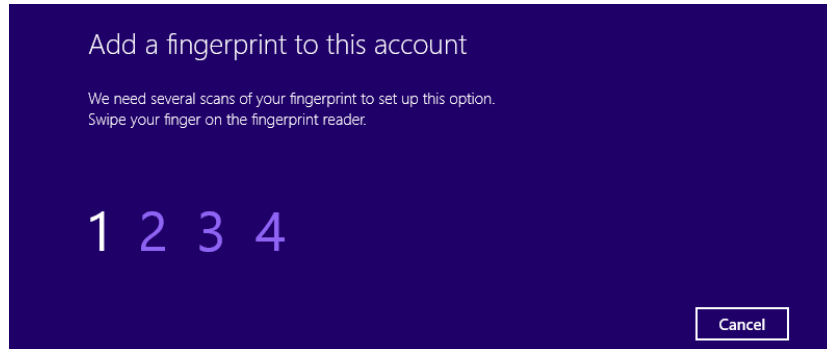 Add a fingerprint to this account
We need several scans of your fingerprint to set up this option.
Swipe your finger on the fingerprint reader.
1 2 3 4
Cancel